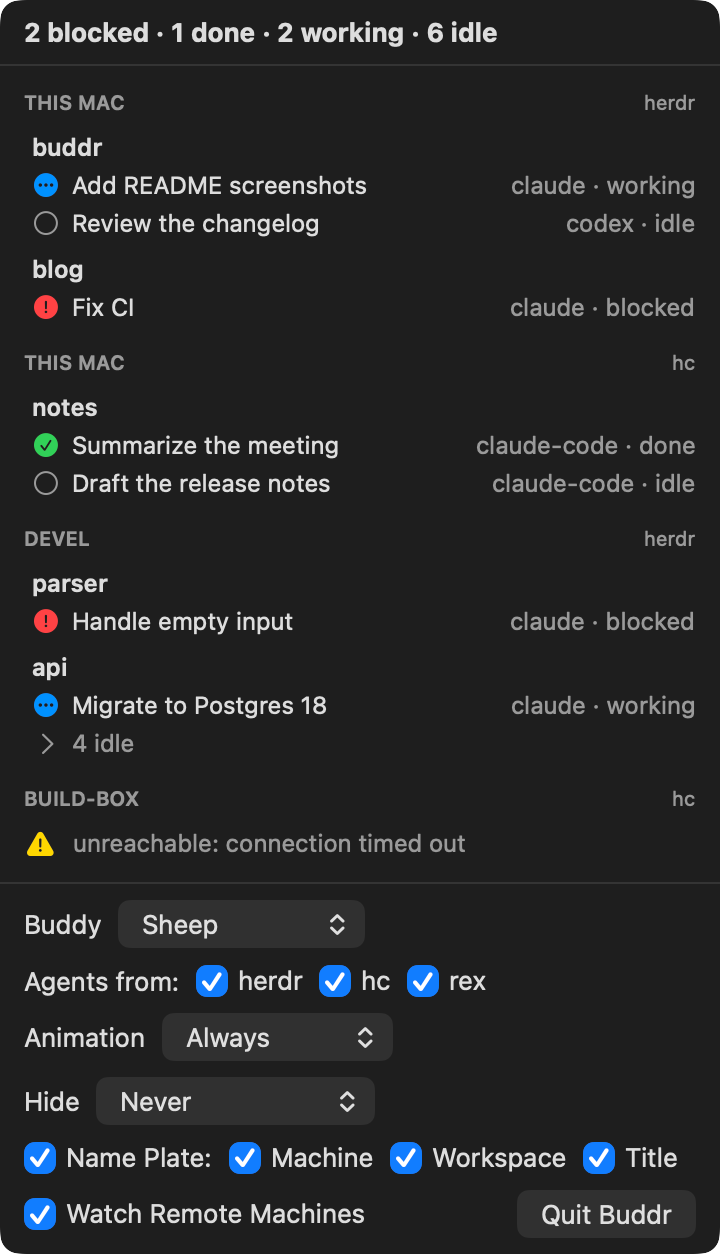 2 blocked · 1 done · 2 working · 6 idle
THIS MAC herdr
buddr
Add README screenshots claude · working
Review the changelog codex · idle
blog
Fix CI claude · blocked
THIS MAC hc
notes
Summarize the meeting claude-code · done
Draft the release notes claude-code · idle
DEVEL herdr
parser
Handle empty input claude · blocked
api
Migrate to Postgres 18 claude · working
4 idle
BUILD-BOX hc
unreachable: connection timed out
Buddy Sheep
Agents from: herdr hc rex
Animation Always
Hide Never
Name Plate: Machine Workspace Title
Watch Remote Machines Quit Buddr